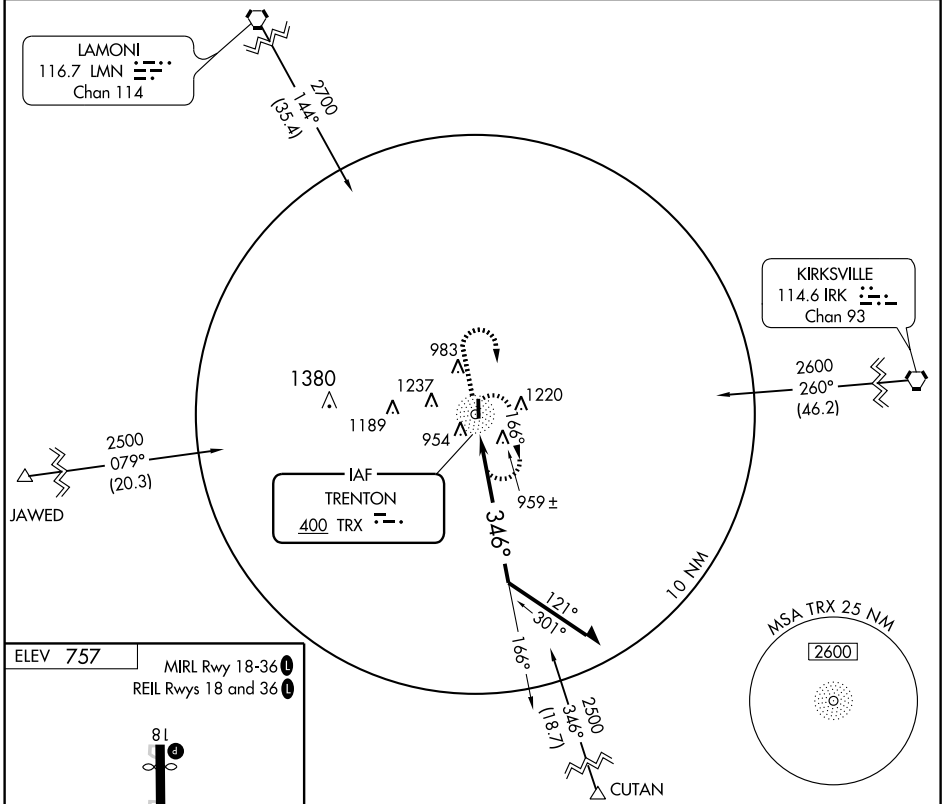 LAMONI
116.7 LMN
Chan 114
2700
144°
(35.4)
KIRKSVILLE
114.6 IRK
Chan 93
2600
260°
(46.2)
983
1380
1237
1189
1220
954
166°
959 ±
2500
079°
(20.3)
JAWED
IAF
TRENTON
400 TRX
346°
10 NM
121°
301°
166°
(18.7)
2500
346°
CUTAN
MSA TRX 25 NM
2600
ELEV 757
MIRL Rwy 18-36 L
REIL Rwys 18 and 36 L
18
P